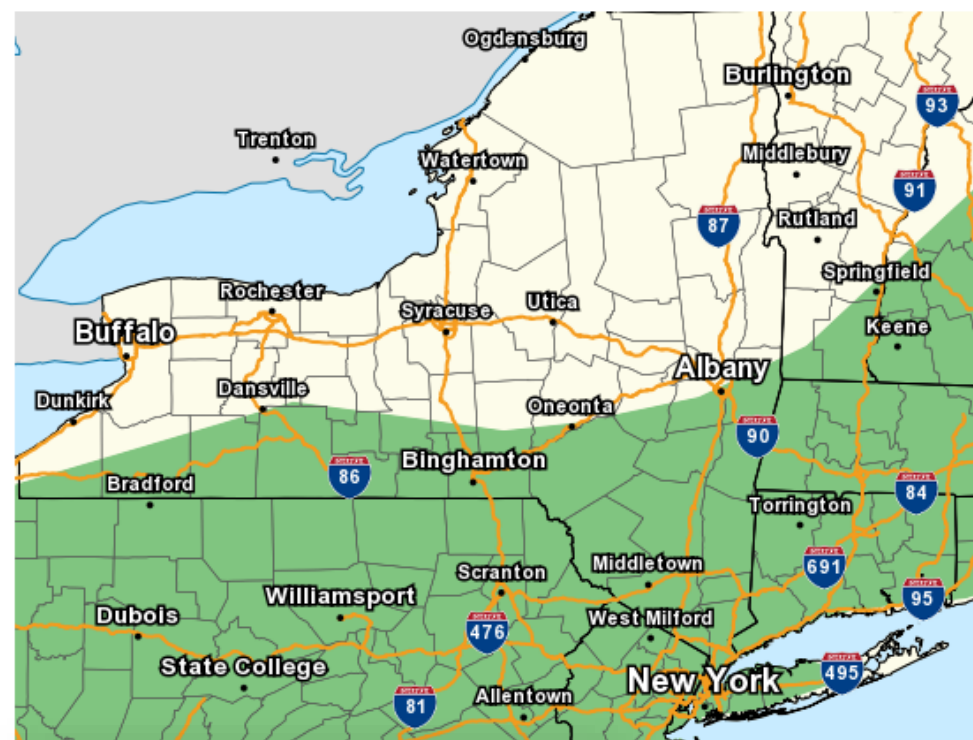 Ogdensburg
Burlington
93
Trenton
Middlebury
Watertown
91
87
Rutland
Springfield
Rochester
Utica
Syracuse
Buffalo
Keene
Albany
Dansville
Dunkirk
Oneonta
90
Binghamton
86
Bradford
84
Torrington
Scranton
Middletown
691
Williamsport
95
Dubois
West Milford
476
State College
New York
495
Allentown
81